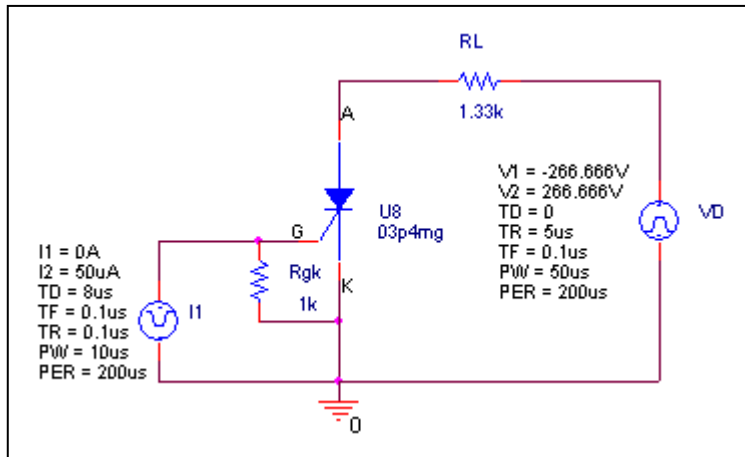 RL
1.33k
A
V1 = -266.666V
V2 = 266.666V
TD = 0
TR = 5us
TF = 0.1us
PW = 50us
PER = 200us
VD
U8
03p4mg
G
K
Rgk
1k
I1 = 0A
I2 = 50uA
TD = 8us
TF = 0.1us
TR = 0.1us
PW = 10us
PER = 200us
I1
0